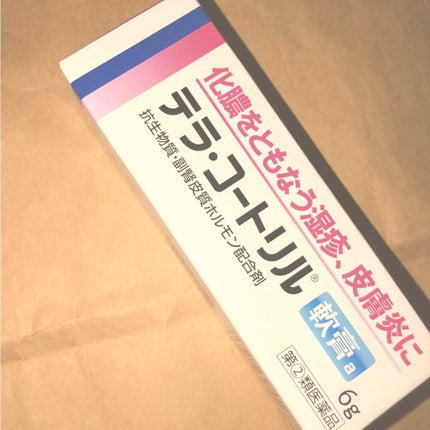 化膿をともなう湿疹、皮膚炎に
テラ・コートリル®
軟膏a
抗生物質・副腎皮質ホルモン配合剤
第②類医薬品
6g